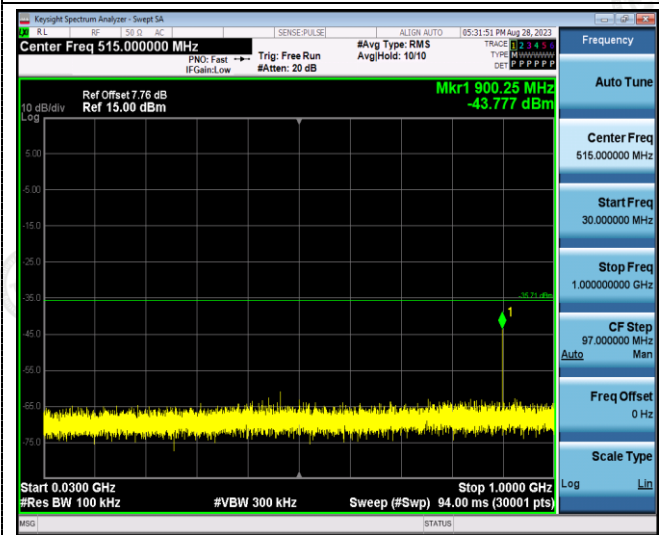 Keysight Spectrum Analyzer - Swept SA
RL RF 50 Ω AC SENSE:PULSE ALIGN AUTO 05:31:51 PM Aug 28, 2023
Center Freq 515.000000 MHz
PNO: Fast
IFGain:Low
Trig: Free Run
#Atten: 20 dB
#Avg Type: RMS
Avg|Hold: 10/10
TRACE 1 2 3 4 5 6
TYPE M WWWWW
DET P P P P P P
Frequency
Auto Tune
Center Freq
515.000000 MHz
Start Freq
30.000000 MHz
Stop Freq
1.000000000 GHz
CF Step
97.000000 MHz
Auto Man
Freq Offset
0 Hz
Scale Type
Log Lin
Mkr1 900.25 MHz
-43.777 dBm
Ref Offset 7.76 dB
10 dB/div Ref 15.00 dBm
Log
5.00
-5.00
-15.0
-25.0
-35.0
-35.71 dBm
1
-45.0
-55.0
-65.0
-75.0
Start 0.0300 GHz Stop 1.0000 GHz
#Res BW 100 kHz #VBW 300 kHz Sweep (#Swp) 94.00 ms (30001 pts)
MSG STATUS